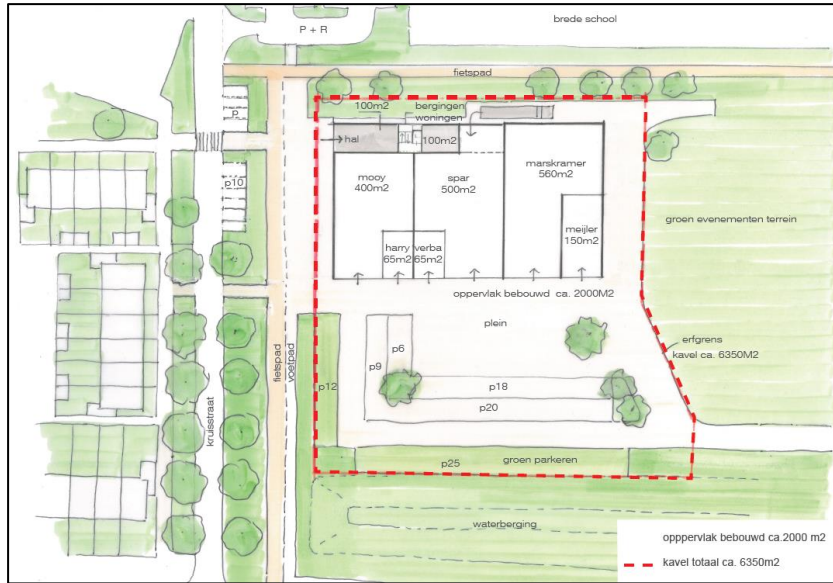 brede school
P + R
fietspad
100m2
bergingen
woningen
P
hal
100m2
mooy
400m2
spar
500m2
marskramer
560m2
p10
meijler
150m2
groen evenementen terrein
harry
65m2
verba
65m2
oppervlak bebouwd ca. 2000M2
plein
erfgrens
kavel ca. 6350M2
p6
p9
p12
fietspad
voetpad
p18
p20
kruisstraat
p25
groen parkeren
waterberging
opppervlak bebouwd ca.2000 m2
kavel totaal ca. 6350m2